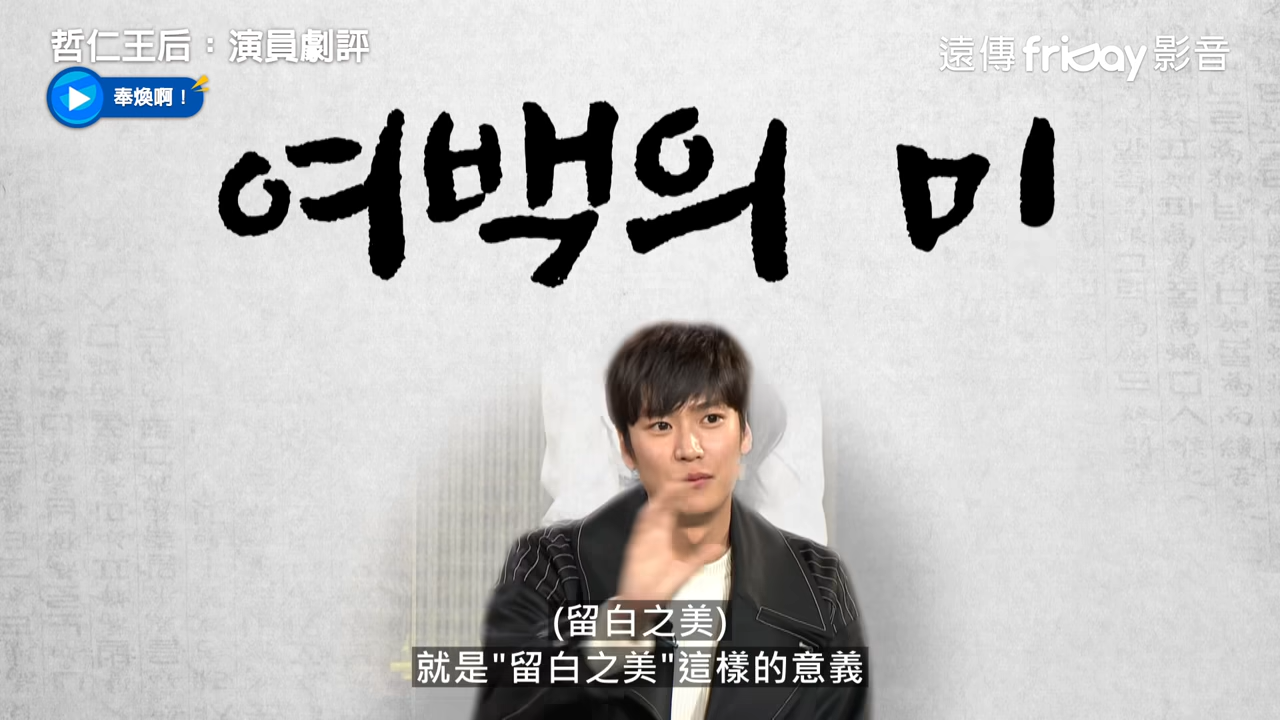 哲仁王后：演員劇評
奉煥啊！
遠傳friDay影音
여백의 미
(留白之美)
就是"留白之美"這樣的意義